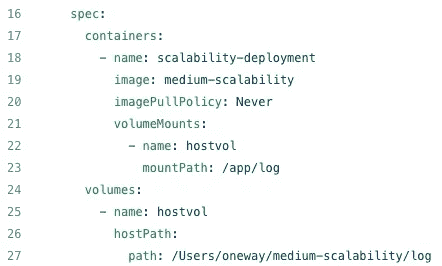 16 spec:
17 containers:
18 - name: scalability-deployment
19 image: medium-scalability
20 imagePullPolicy: Never
21 volumeMounts:
22 - name: hostvol
23 mountPath: /app/log
24 volumes:
25 - name: hostvol
26 hostPath:
27 path: /Users/oneway/medium-scalability/log